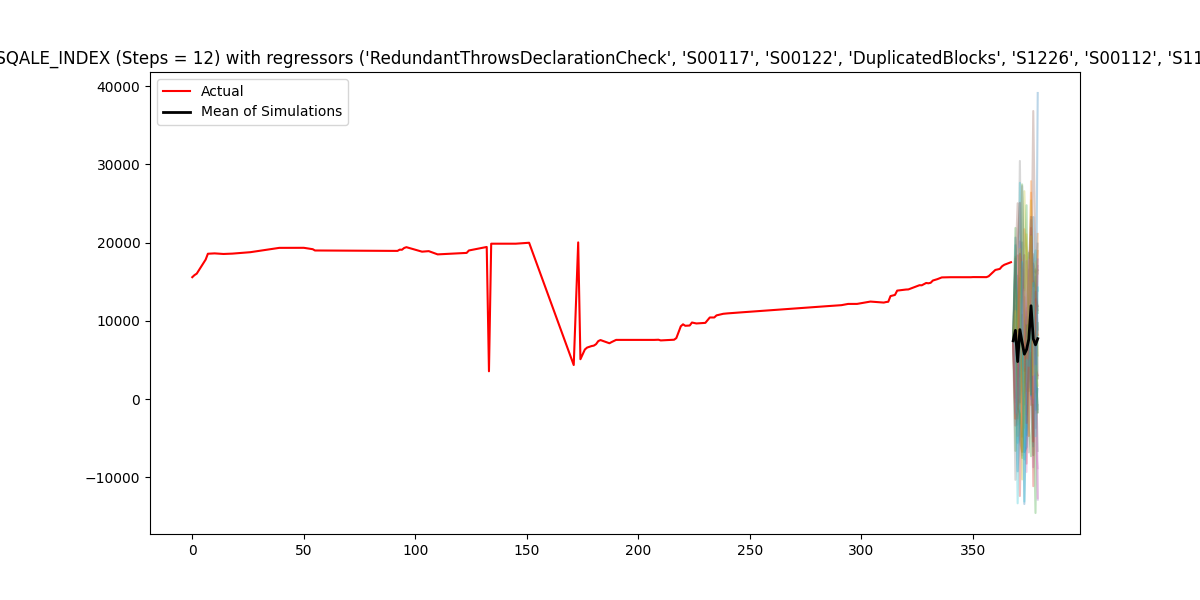 SQALE_INDEX (Steps = 12) with regressors ('RedundantThrowsDeclarationCheck', 'S00117', 'S00122', 'DuplicatedBlocks', 'S1226', 'S00112', 'S11
Actual
Mean of Simulations
40000
30000
20000
10000
0
−10000
0 50 100 150 200 250 300 350